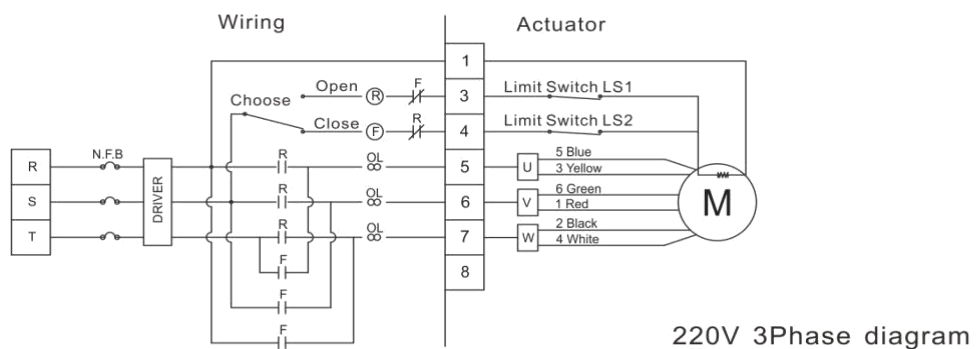 Wiring
Actuator
1
Open
R
F
3
Limit Switch LS1
Choose
Close
F
R
4
Limit Switch LS2
R
N.F.B
DRIVER
R
OL
5
U
5 Blue
3 Yellow
S
R
OL
6
V
6 Green
1 Red
M
T
R
OL
7
W
2 Black
4 White
F
8
F
F
220V 3Phase diagram